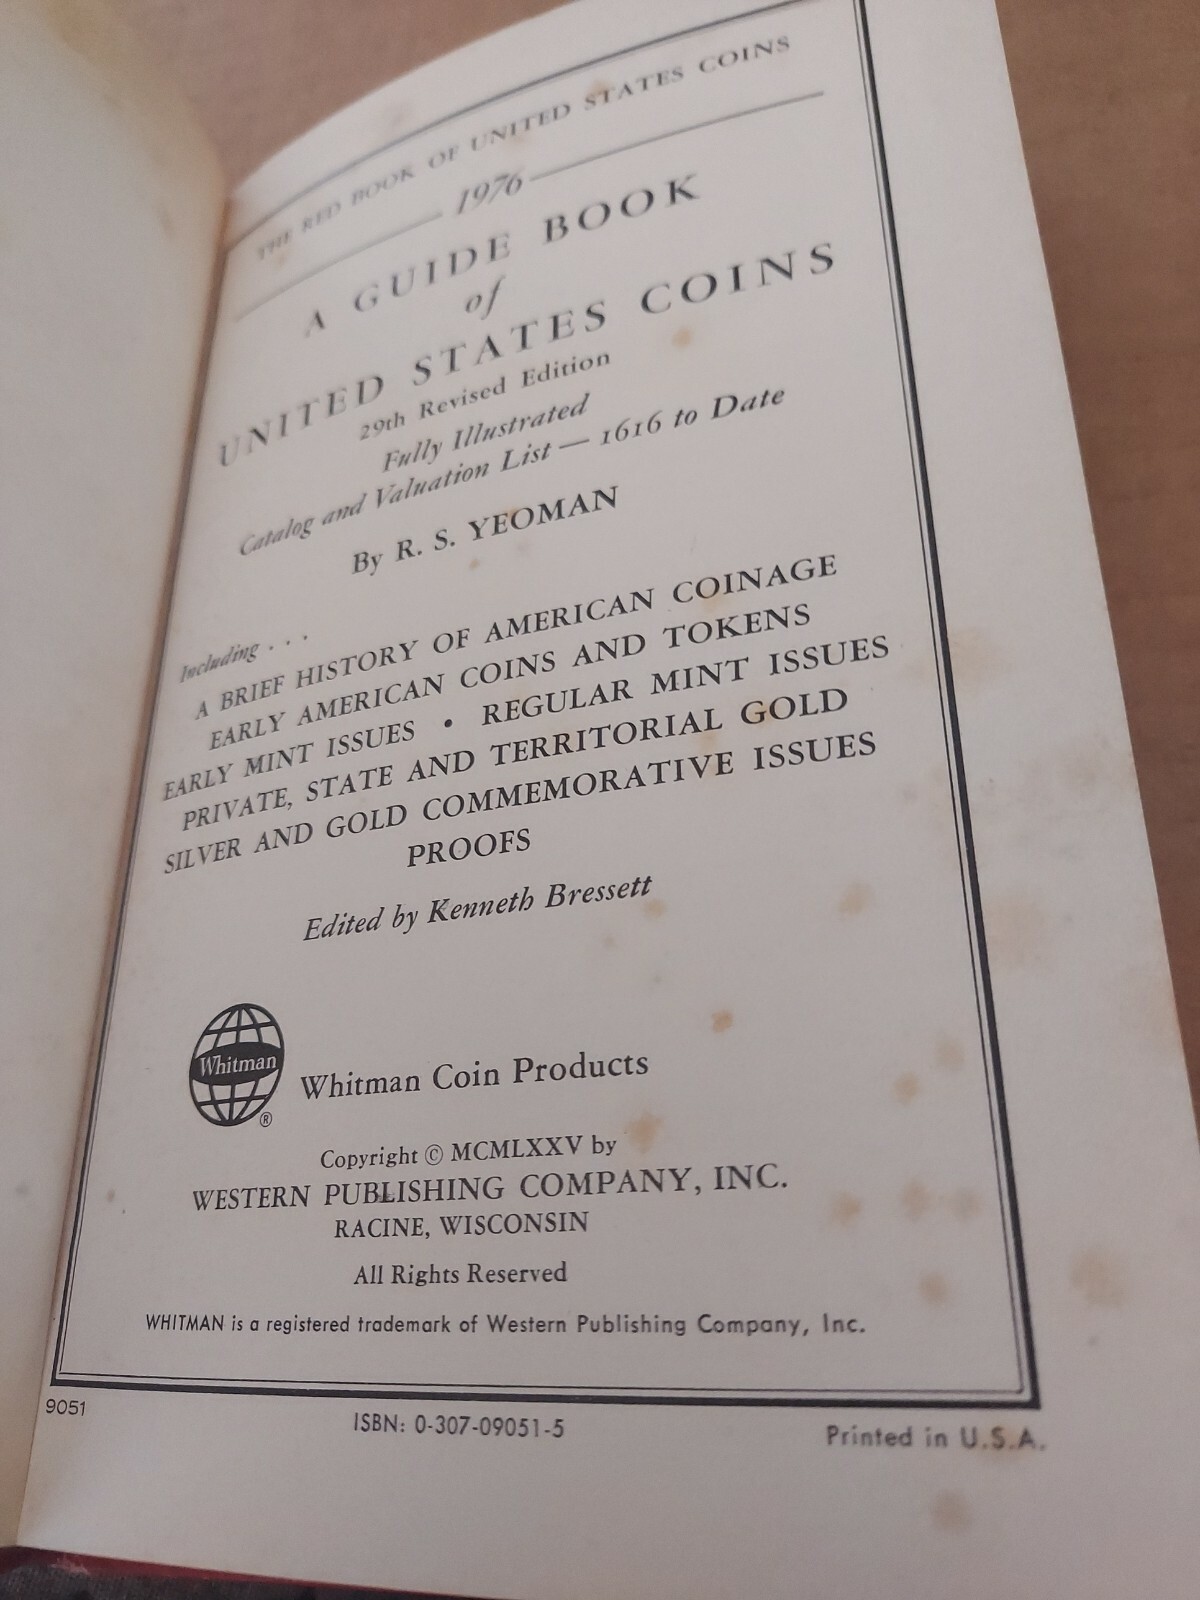 THE RED BOOK OF UNITED STATES COINS
1976
A GUIDE BOOK
of
UNITED STATES COINS
29th Revised Edition
Fully Illustrated
Catalog and Valuation List — 1616 to Date
By R. S. YEOMAN
Including . . .
A BRIEF HISTORY OF AMERICAN COINAGE
EARLY AMERICAN COINS AND TOKENS
EARLY MINT ISSUES • REGULAR MINT ISSUES
PRIVATE, STATE AND TERRITORIAL GOLD
SILVER AND GOLD COMMEMORATIVE ISSUES
PROOFS
Edited by Kenneth Bressett
Whitman
®
Whitman Coin Products
Copyright © MCMLXXV by
WESTERN PUBLISHING COMPANY, INC.
RACINE, WISCONSIN
All Rights Reserved
WHITMAN is a registered trademark of Western Publishing Company, Inc.
9051
ISBN: 0-307-09051-5
Printed in U.S.A.